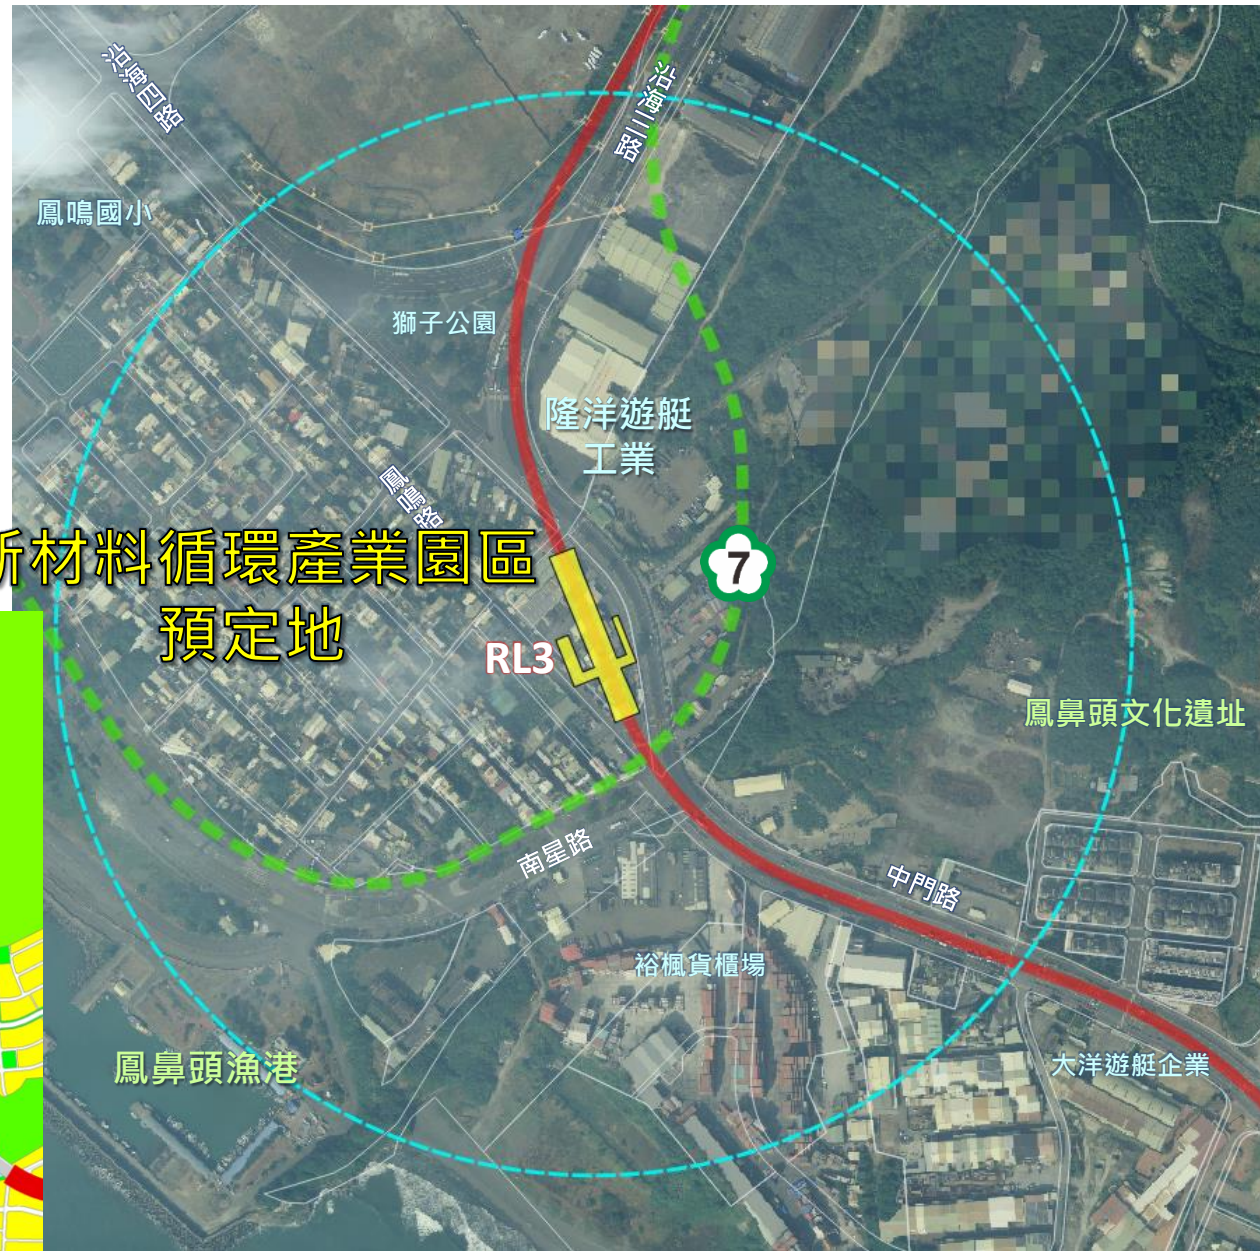 沿海四路
沿海三路
鳳鳴國小
獅子公園
隆洋遊艇
工業
鳳鳴路
新材料循環產業園區
預定地
7
RL3
鳳鼻頭文化遺址
南星路
中門路
裕楓貨櫃場
鳳鼻頭漁港
大洋遊艇企業